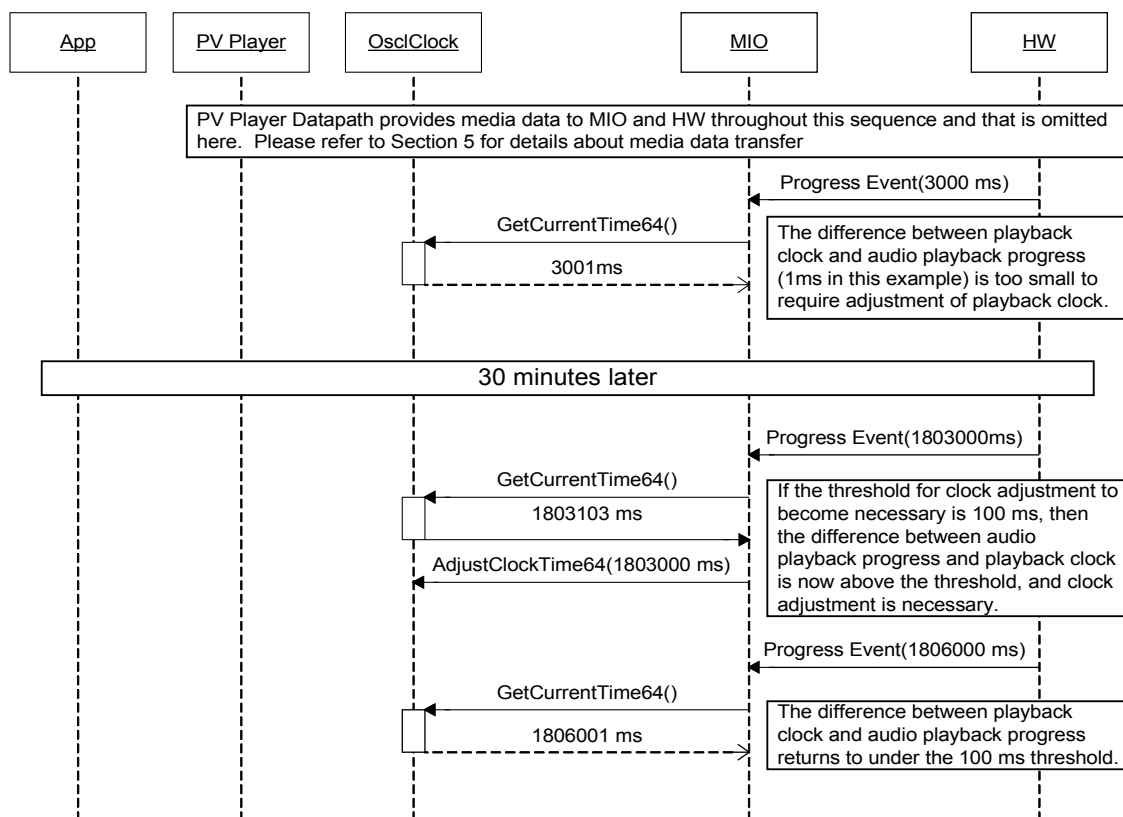 App
PV Player
OsclClock
MIO
HW
PV Player Datapath provides media data to MIO and HW throughout this sequence and that is omitted
here. Please refer to Section 5 for details about media data transfer
Progress Event(3000 ms)
GetCurrentTime64()
3001ms
The difference between playback
clock and audio playback progress
(1ms in this example) is too small to
require adjustment of playback clock.
30 minutes later
Progress Event(1803000ms)
GetCurrentTime64()
1803103 ms
AdjustClockTime64(1803000 ms)
If the threshold for clock adjustment to
become necessary is 100 ms, then
the difference between audio
playback progress and playback clock
is now above the threshold, and clock
adjustment is necessary.
Progress Event(1806000 ms)
GetCurrentTime64()
1806001 ms
The difference between playback
clock and audio playback progress
returns to under the 100 ms threshold.